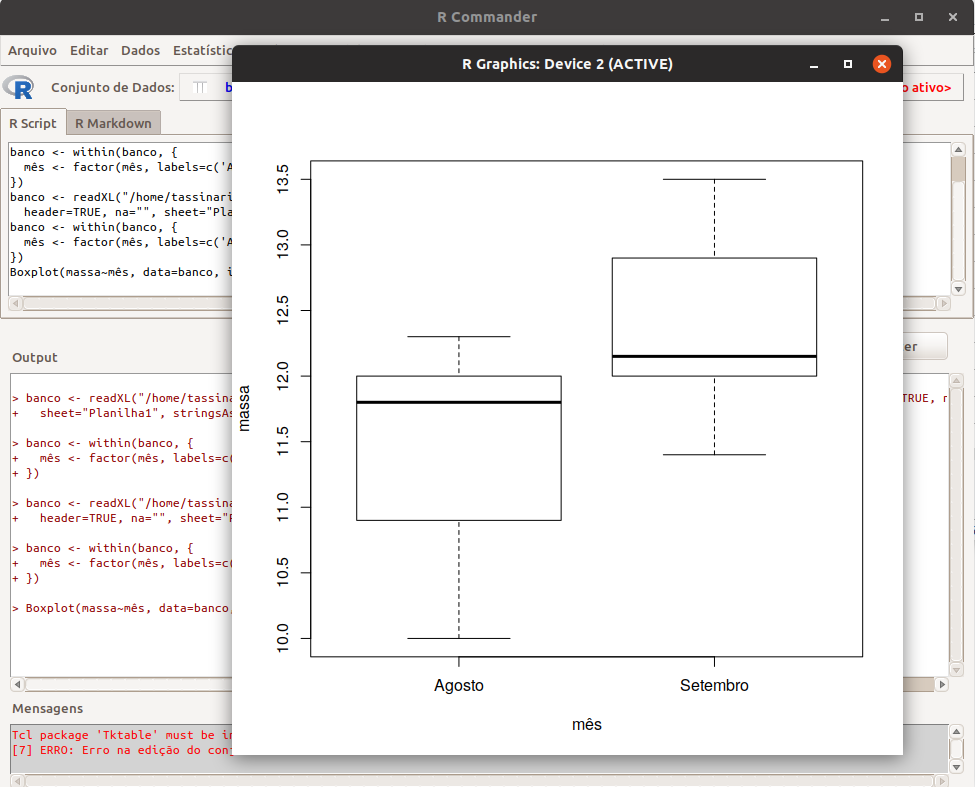 R Commander
Arquivo Editar Dados
R Graphics: Device 2 (ACTIVE)
Conjunto de Dados:
ativo>
R Script R Markdown
banco <- within(banco, {
mês <- factor(mês, labels=c('A
})
banco <- readXL("/home/tassinari
header=TRUE, na="", sheet="Pla
banco <- within(banco, {
mês <- factor(mês, labels=c('A
})
Boxplot(massa~mês, data=banco,
Output
> banco <- readXL("/home/tassina
+ sheet="Planilha1", stringsAs
TRUE,
> banco <- within(banco, {
+ mês <- factor(mês, labels=c(
+ })
> banco <- readXL("/home/tassina
+ header=TRUE, na="", sheet="P
> banco <- within(banco, {
+ mês <- factor(mês, labels=c(
+ })
> Boxplot(massa~mês, data=banco,
Mensagens
Tcl package 'Tktable' must be in
[7] ERRO: Erro na edição do con
13.5
13.0
12.5
12.0
11.5
11.0
10.5
10.0
massa
Agosto Setembro
mês